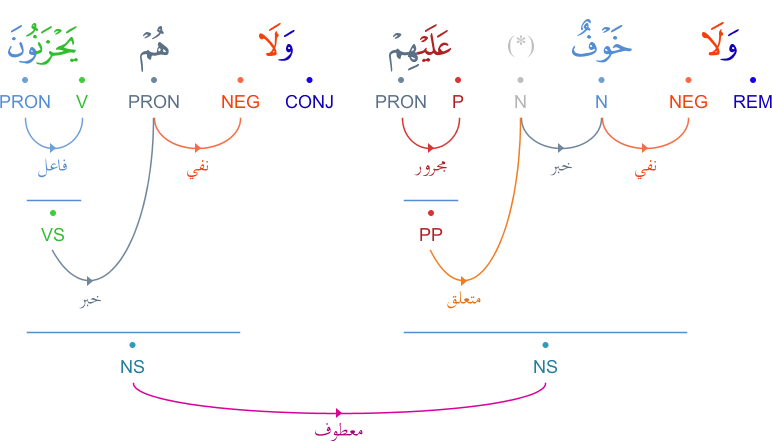 وَلَا خَوْفٌ (*) عَلَيْهِمْ وَلَا هُمْ يَحْزَنُونَ
REM NEG N N P PRON CONJ NEG PRON V PRON
نفي خبر مجرور نفي فاعل
PP VS
متعلق خبر
NS NS
معطوف